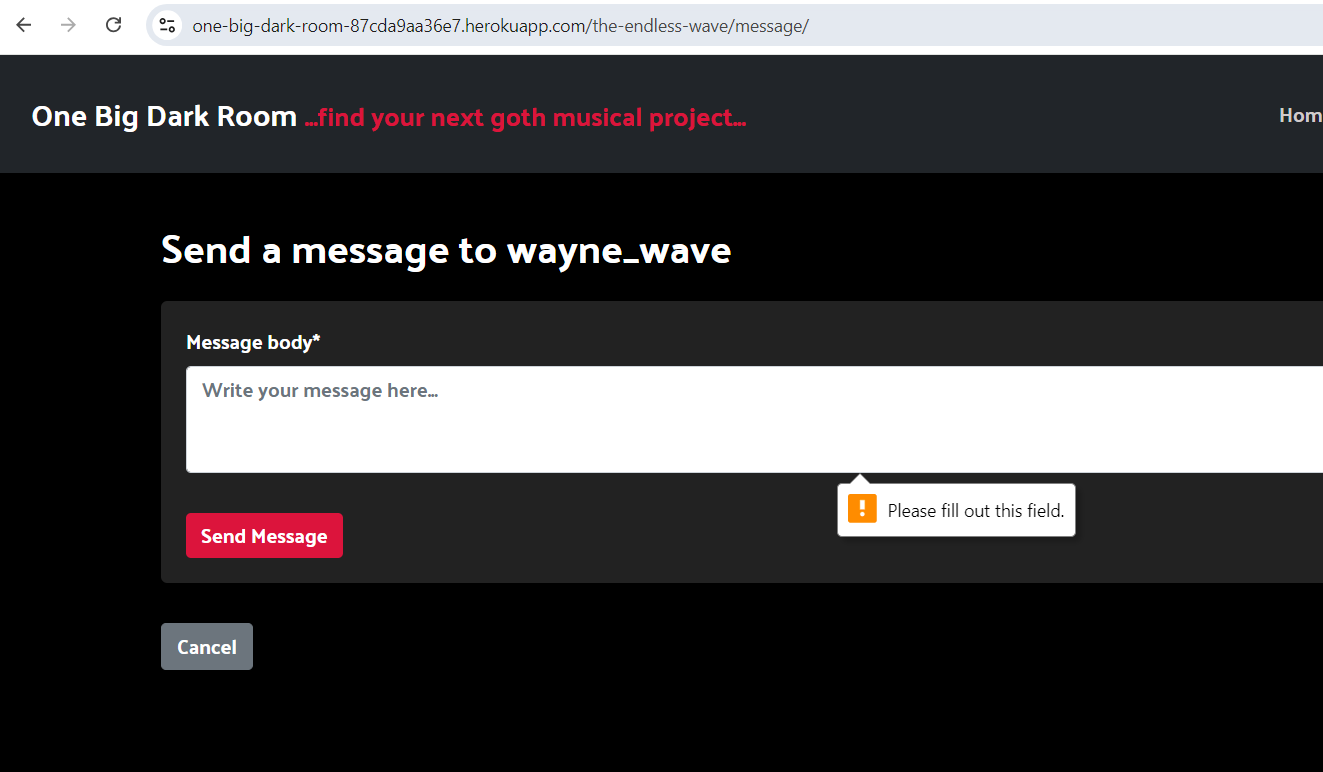 one-big-dark-room-87cda9aa36e7.herokuapp.com/the-endless-wave/message/
One Big Dark Room ...find your next goth musical project...
Hom
Send a message to wayne_wave
Message body*
Write your message here...
Please fill out this field.
Send Message
Cancel